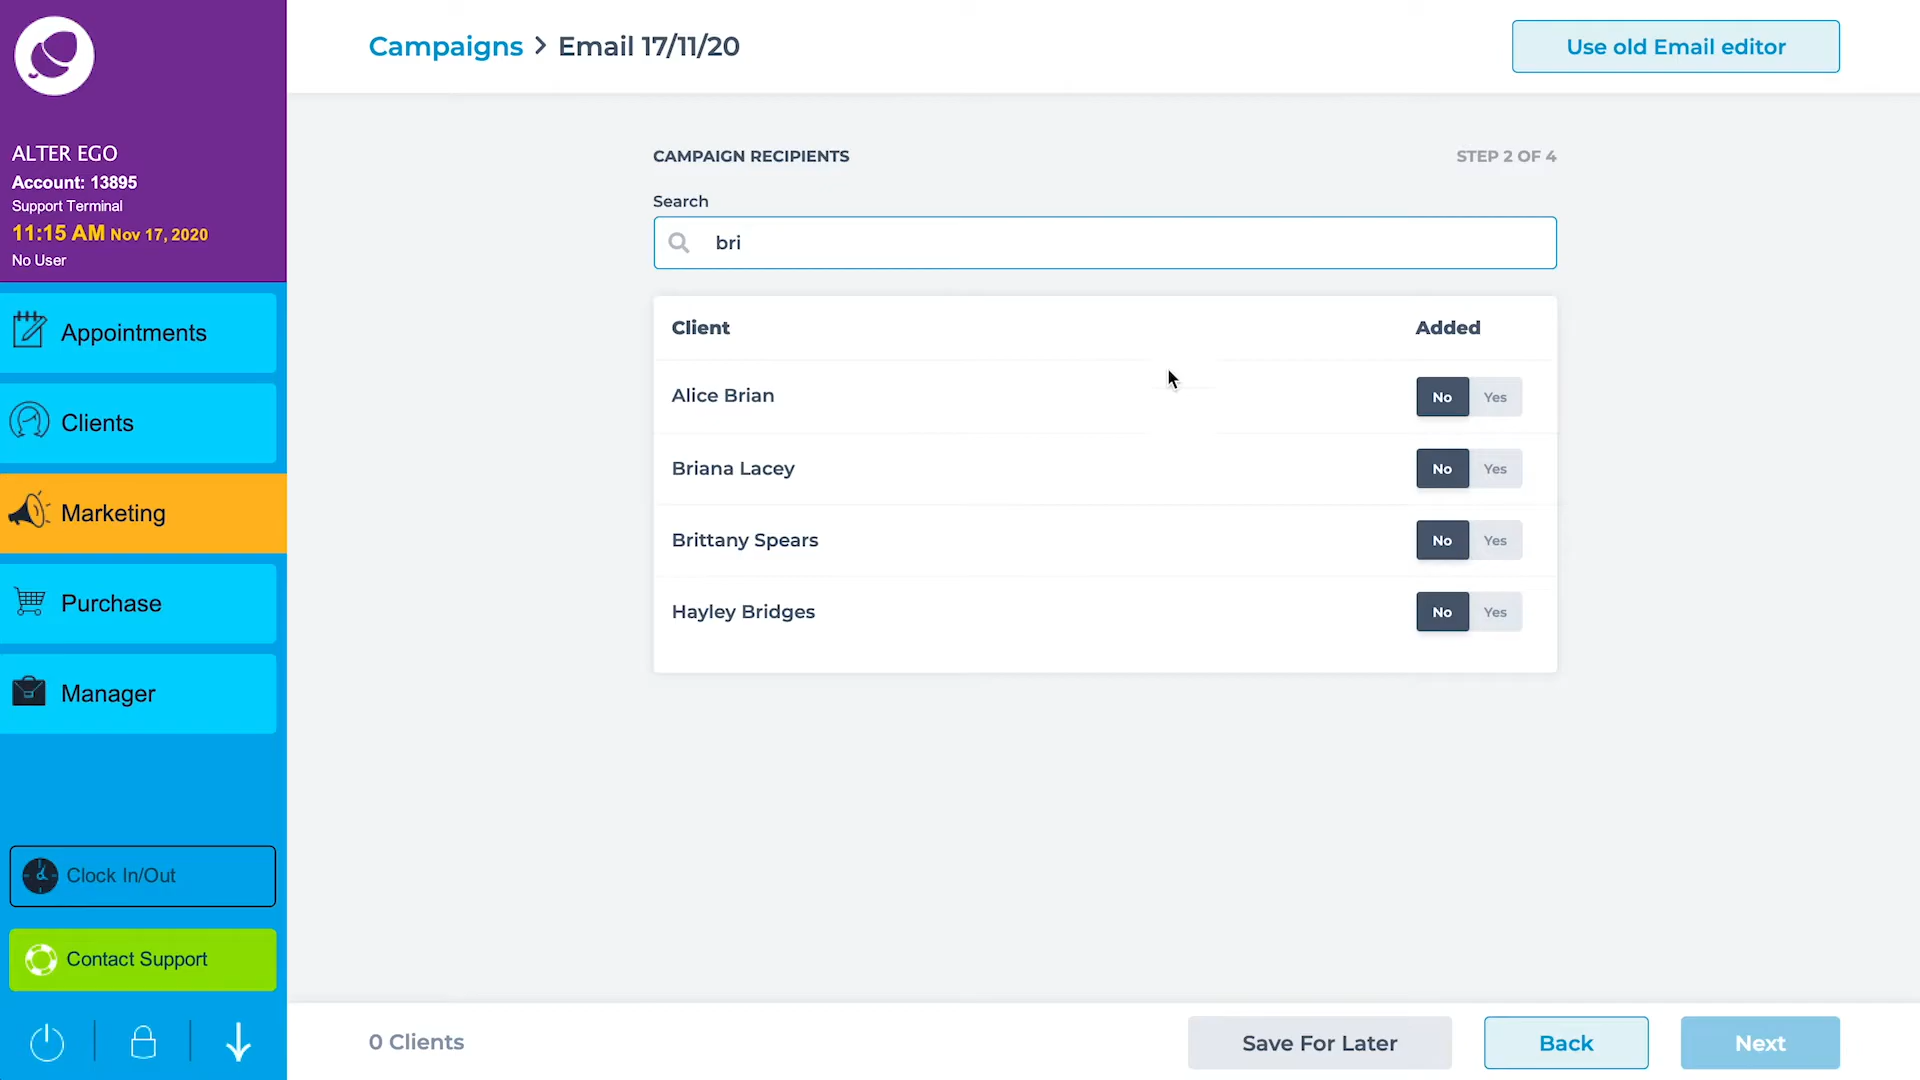 Campaigns > Email 17/11/20
Use old Email editor
ALTER EGO
Account: 13895
Support Terminal
11:15 AM Nov 17, 2020
No User
Appointments
Clients
Marketing
Purchase
Manager
Clock In/Out
Contact Support
CAMPAIGN RECIPIENTS
STEP 2 OF 4
Search
bri
Client Added
Alice Brian No Yes
Briana Lacey No Yes
Brittany Spears No Yes
Hayley Bridges No Yes
0 Clients
Save For Later
Back
Next